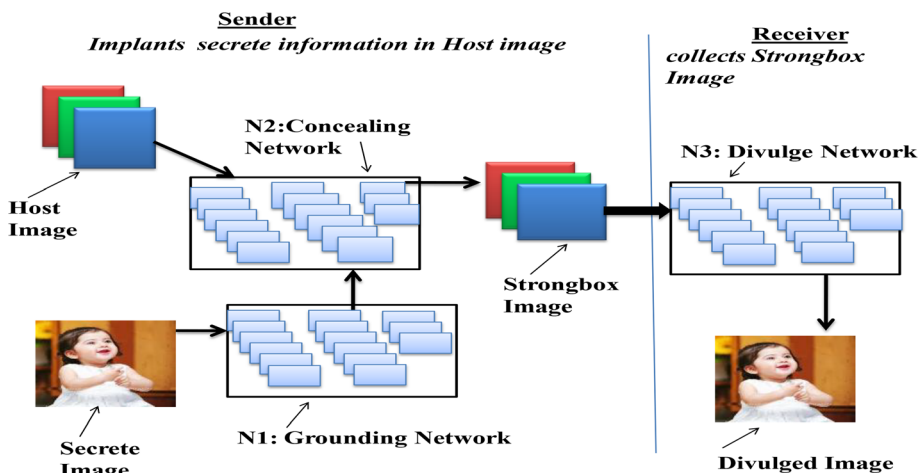 Sender
Implants secrete information in Host image
Receiver
collects Strongbox
Image
N2:Concealing
Network
N3: Divulge Network
Host
Image
Strongbox
Image
N1: Grounding Network
Secrete
Image
Divulged Image